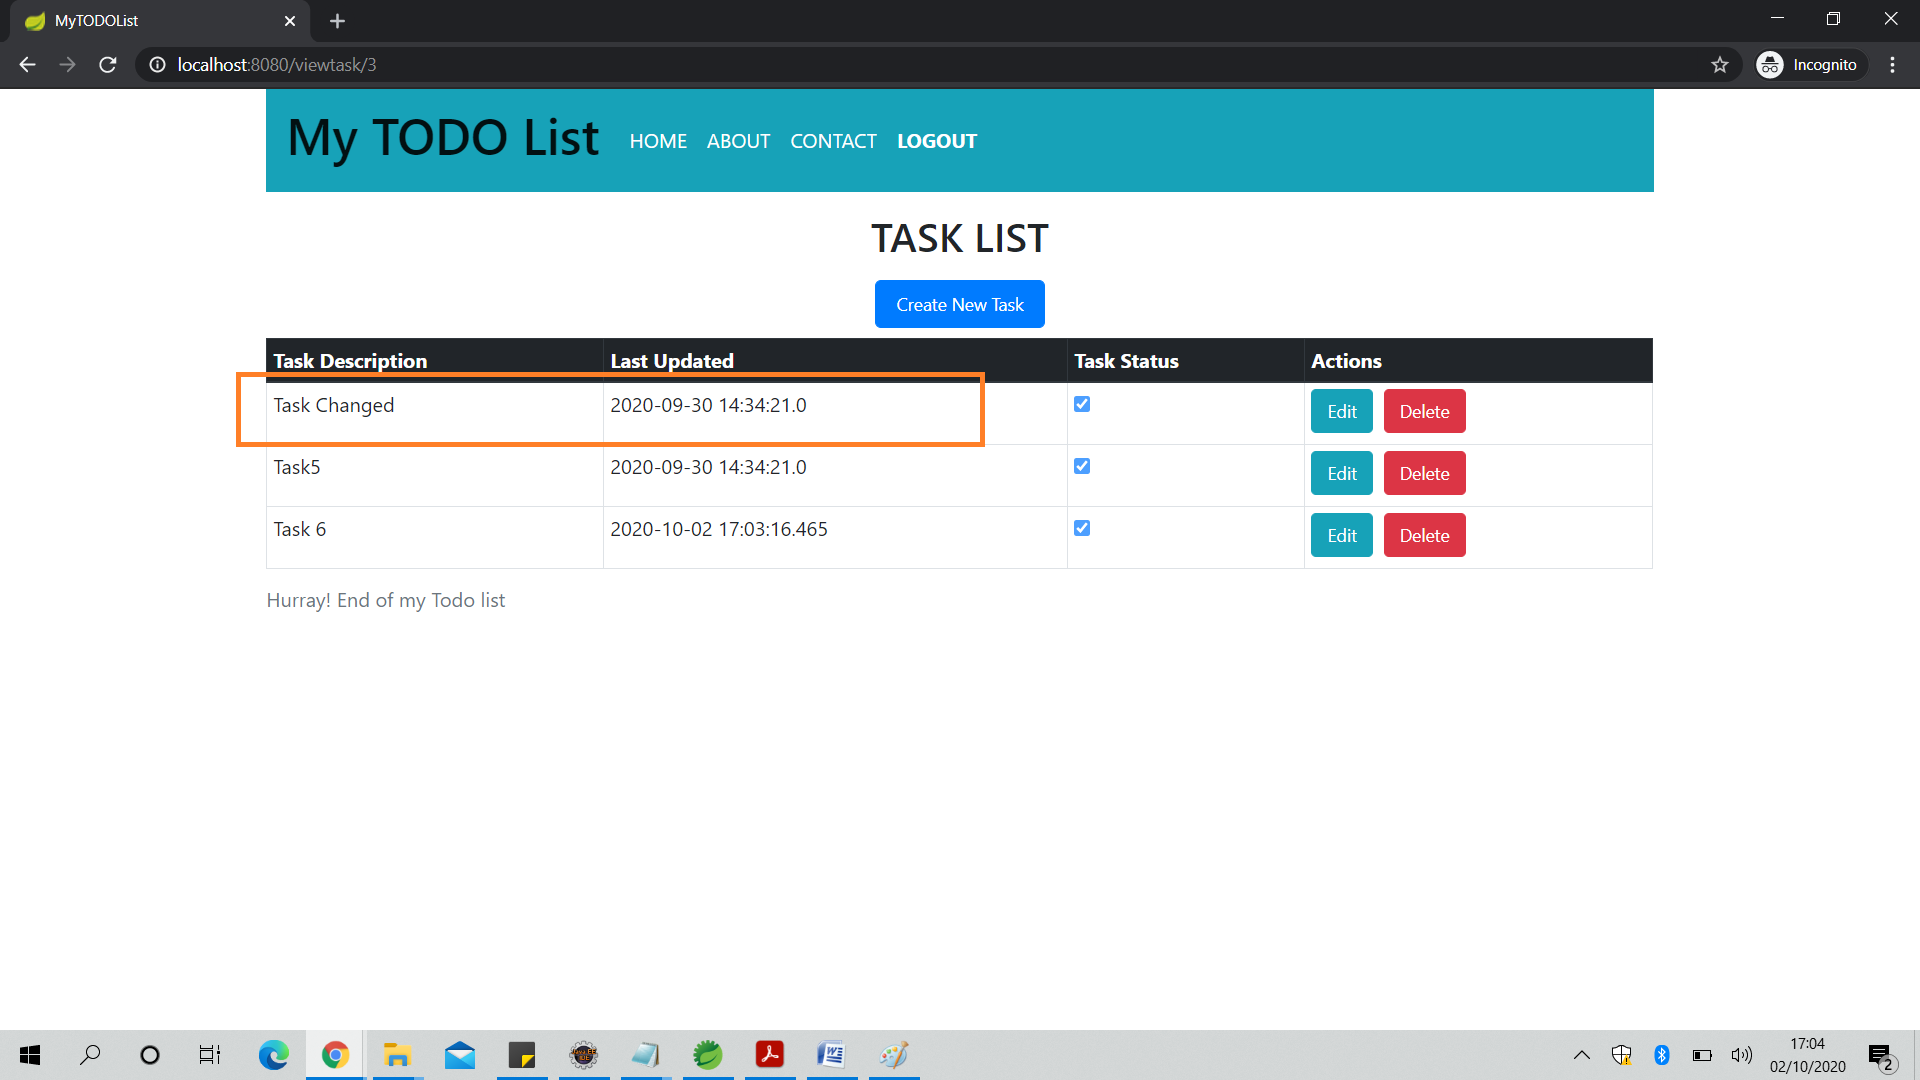 MyTODOList
localhost:8080/viewtask/3
Incognito
My TODO List HOME ABOUT CONTACT LOGOUT
TASK LIST
Create New Task
Task Description Last Updated Task Status Actions
Task Changed 2020-09-30 14:34:21.0 Edit Delete
Task5 2020-09-30 14:34:21.0 Edit Delete
Task 6 2020-10-02 17:03:16.465 Edit Delete
Hurray! End of my Todo list
17:04
02/10/2020
2